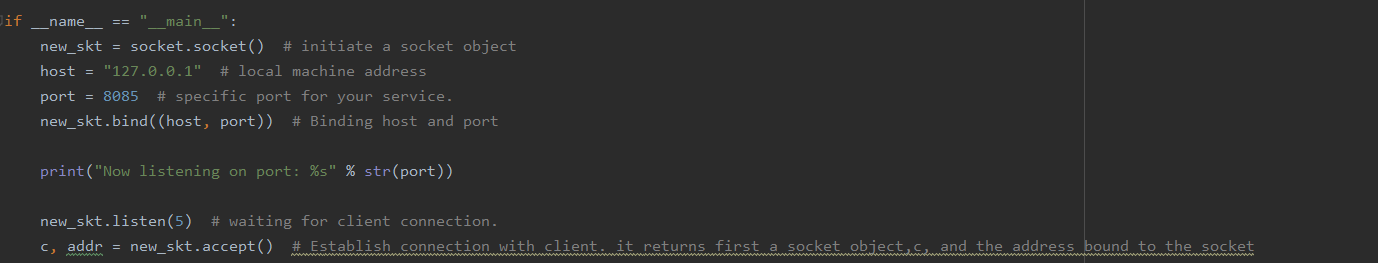 if __name__ == "__main__":
new_skt = socket.socket()  # initiate a socket object
host = "127.0.0.1"  # local machine address
port = 8085  # specific port for your service.
new_skt.bind((host, port))  # Binding host and port
print("Now listening on port: %s" % str(port))
new_skt.listen(5)  # waiting for client connection.
c, addr = new_skt.accept()  # Establish connection with client. it returns first a socket object,c, and the address bound to the socket